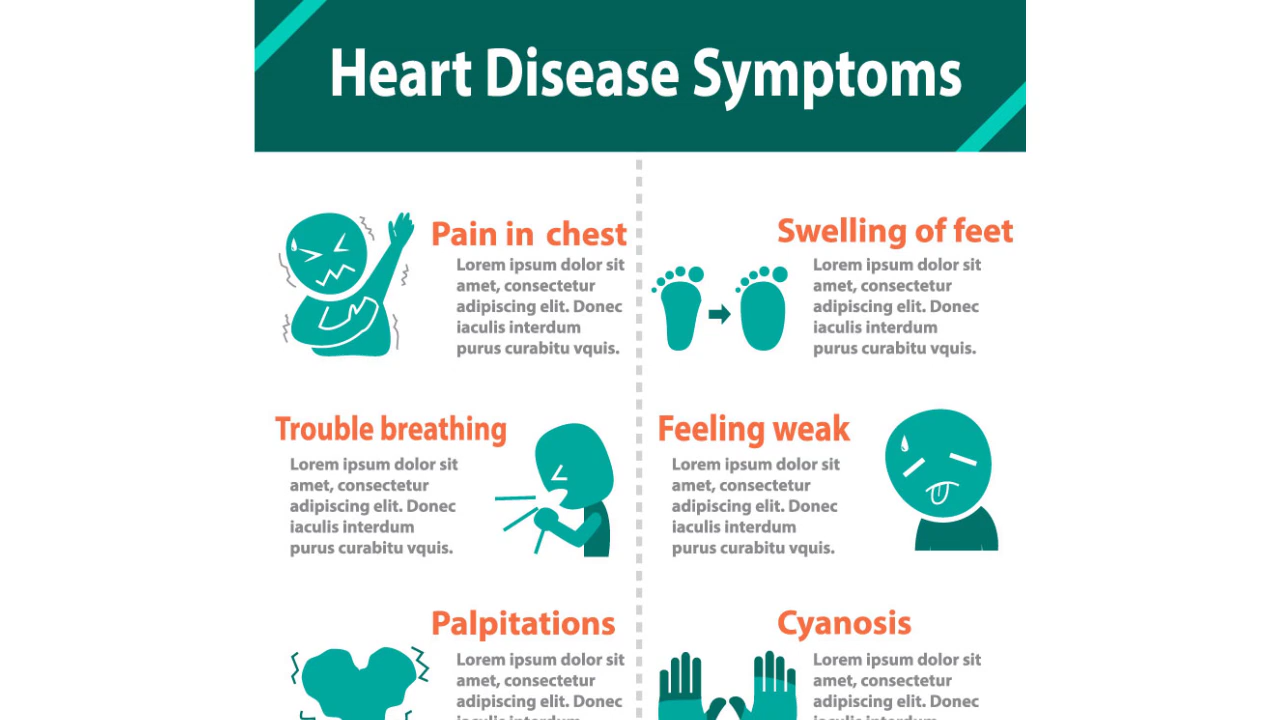 Heart Disease Symptoms
Pain in chest
Lorem ipsum dolor sit
amet, consectetur
adipiscing elit. Donec
iaculis interdum
purus curabitu vquis.
Swelling of feet
Lorem ipsum dolor sit
amet, consectetur
adipiscing elit. Donec
iaculis interdum
purus curabitu vquis.
Trouble breathing
Lorem ipsum dolor sit
amet, consectetur
adipiscing elit. Donec
iaculis interdum
purus curabitu vquis.
Feeling weak
Lorem ipsum dolor sit
amet, consectetur
adipiscing elit. Donec
iaculis interdum
purus curabitu vquis.
Palpitations
Lorem ipsum dolor sit
amet, consectetur
adipiscing elit. Donec
Cyanosis
Lorem ipsum dolor sit
amet, consectetur
adipiscing elit. Donec